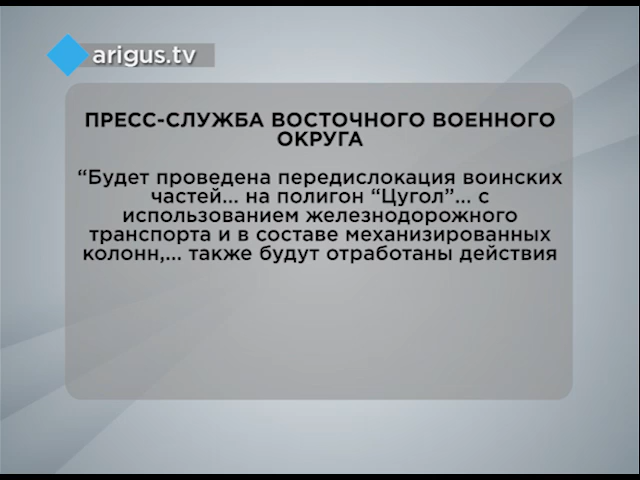 arigus.tv
ПРЕСС-СЛУЖБА ВОСТОЧНОГО ВОЕННОГО
ОКРУГА
“Будет проведена передислокация воинских
частей... на полигон “Цугол”... с
использованием железнодорожного
транспорта и в составе механизированных
колонн,... также будут отработаны действия